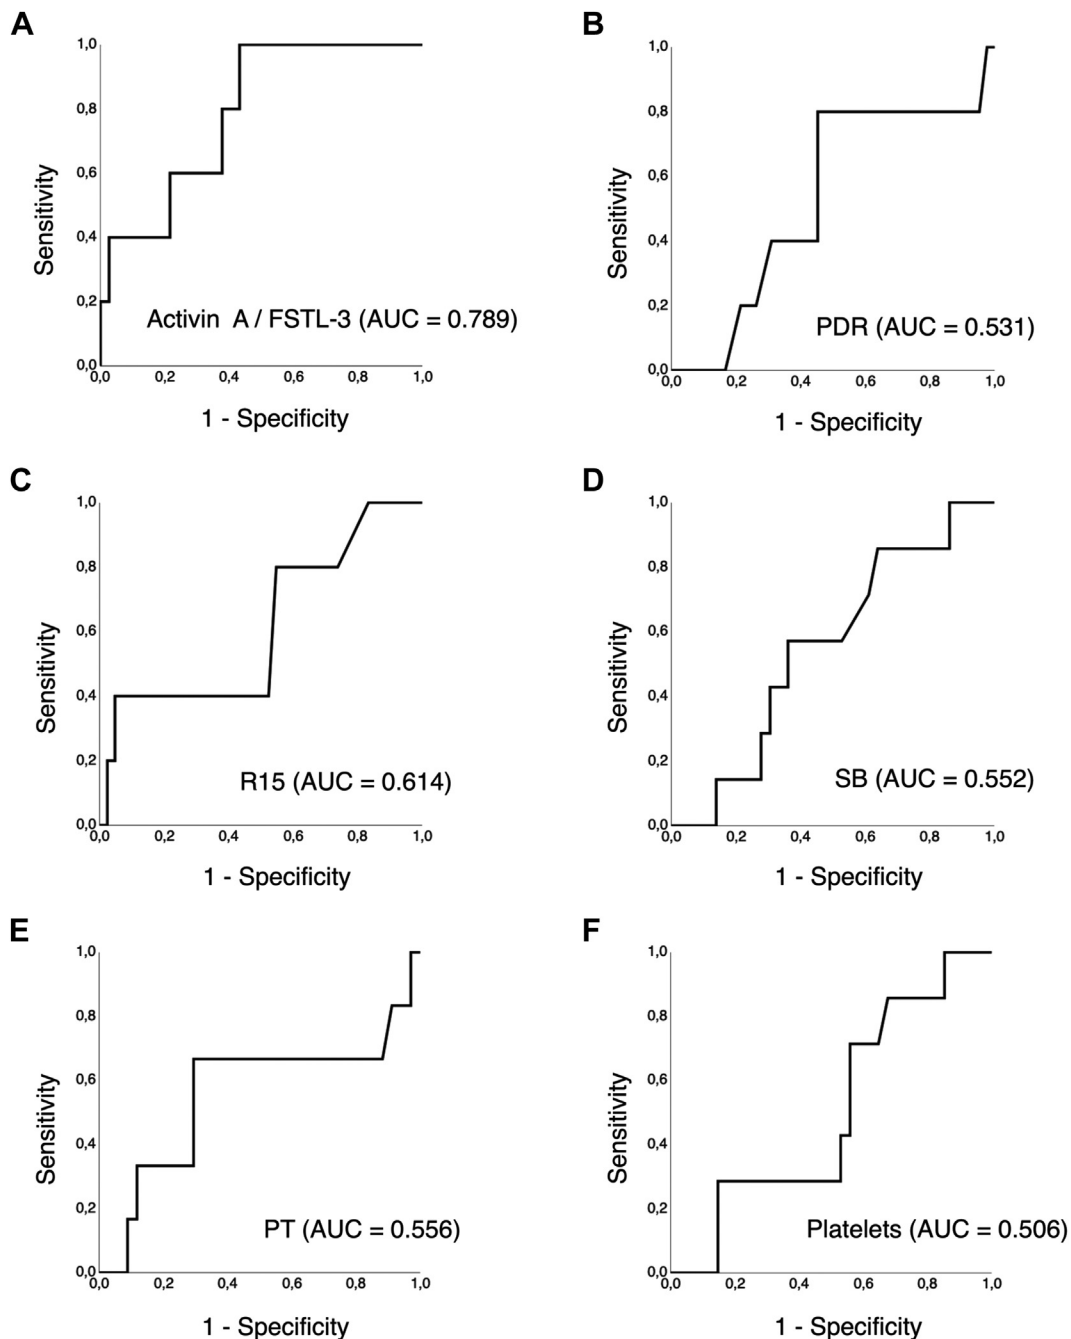 A
1,0
0,8
0,6
0,4
0,2
0,0
Sensitivity
Activin A / FSTL-3 (AUC = 0.789)
0,0 0,2 0,4 0,6 0,8 1,0
1 - Specificity
B
1,0
0,8
0,6
0,4
0,2
0,0
Sensitivity
PDR (AUC = 0.531)
0,0 0,2 0,4 0,6 0,8 1,0
1 - Specificity
C
1,0
0,8
0,6
0,4
0,2
0,0
Sensitivity
R15 (AUC = 0.614)
0,0 0,2 0,4 0,6 0,8 1,0
1 - Specificity
D
1,0
0,8
0,6
0,4
0,2
0,0
Sensitivity
SB (AUC = 0.552)
0,0 0,2 0,4 0,6 0,8 1,0
1 - Specificity
E
1,0
0,8
0,6
0,4
0,2
0,0
Sensitivity
PT (AUC = 0.556)
0,0 0,2 0,4 0,6 0,8 1,0
1 - Specificity
F
1,0
0,8
0,6
0,4
0,2
0,0
Sensitivity
Platelets (AUC = 0.506)
0,0 0,2 0,4 0,6 0,8 1,0
1 - Specificity